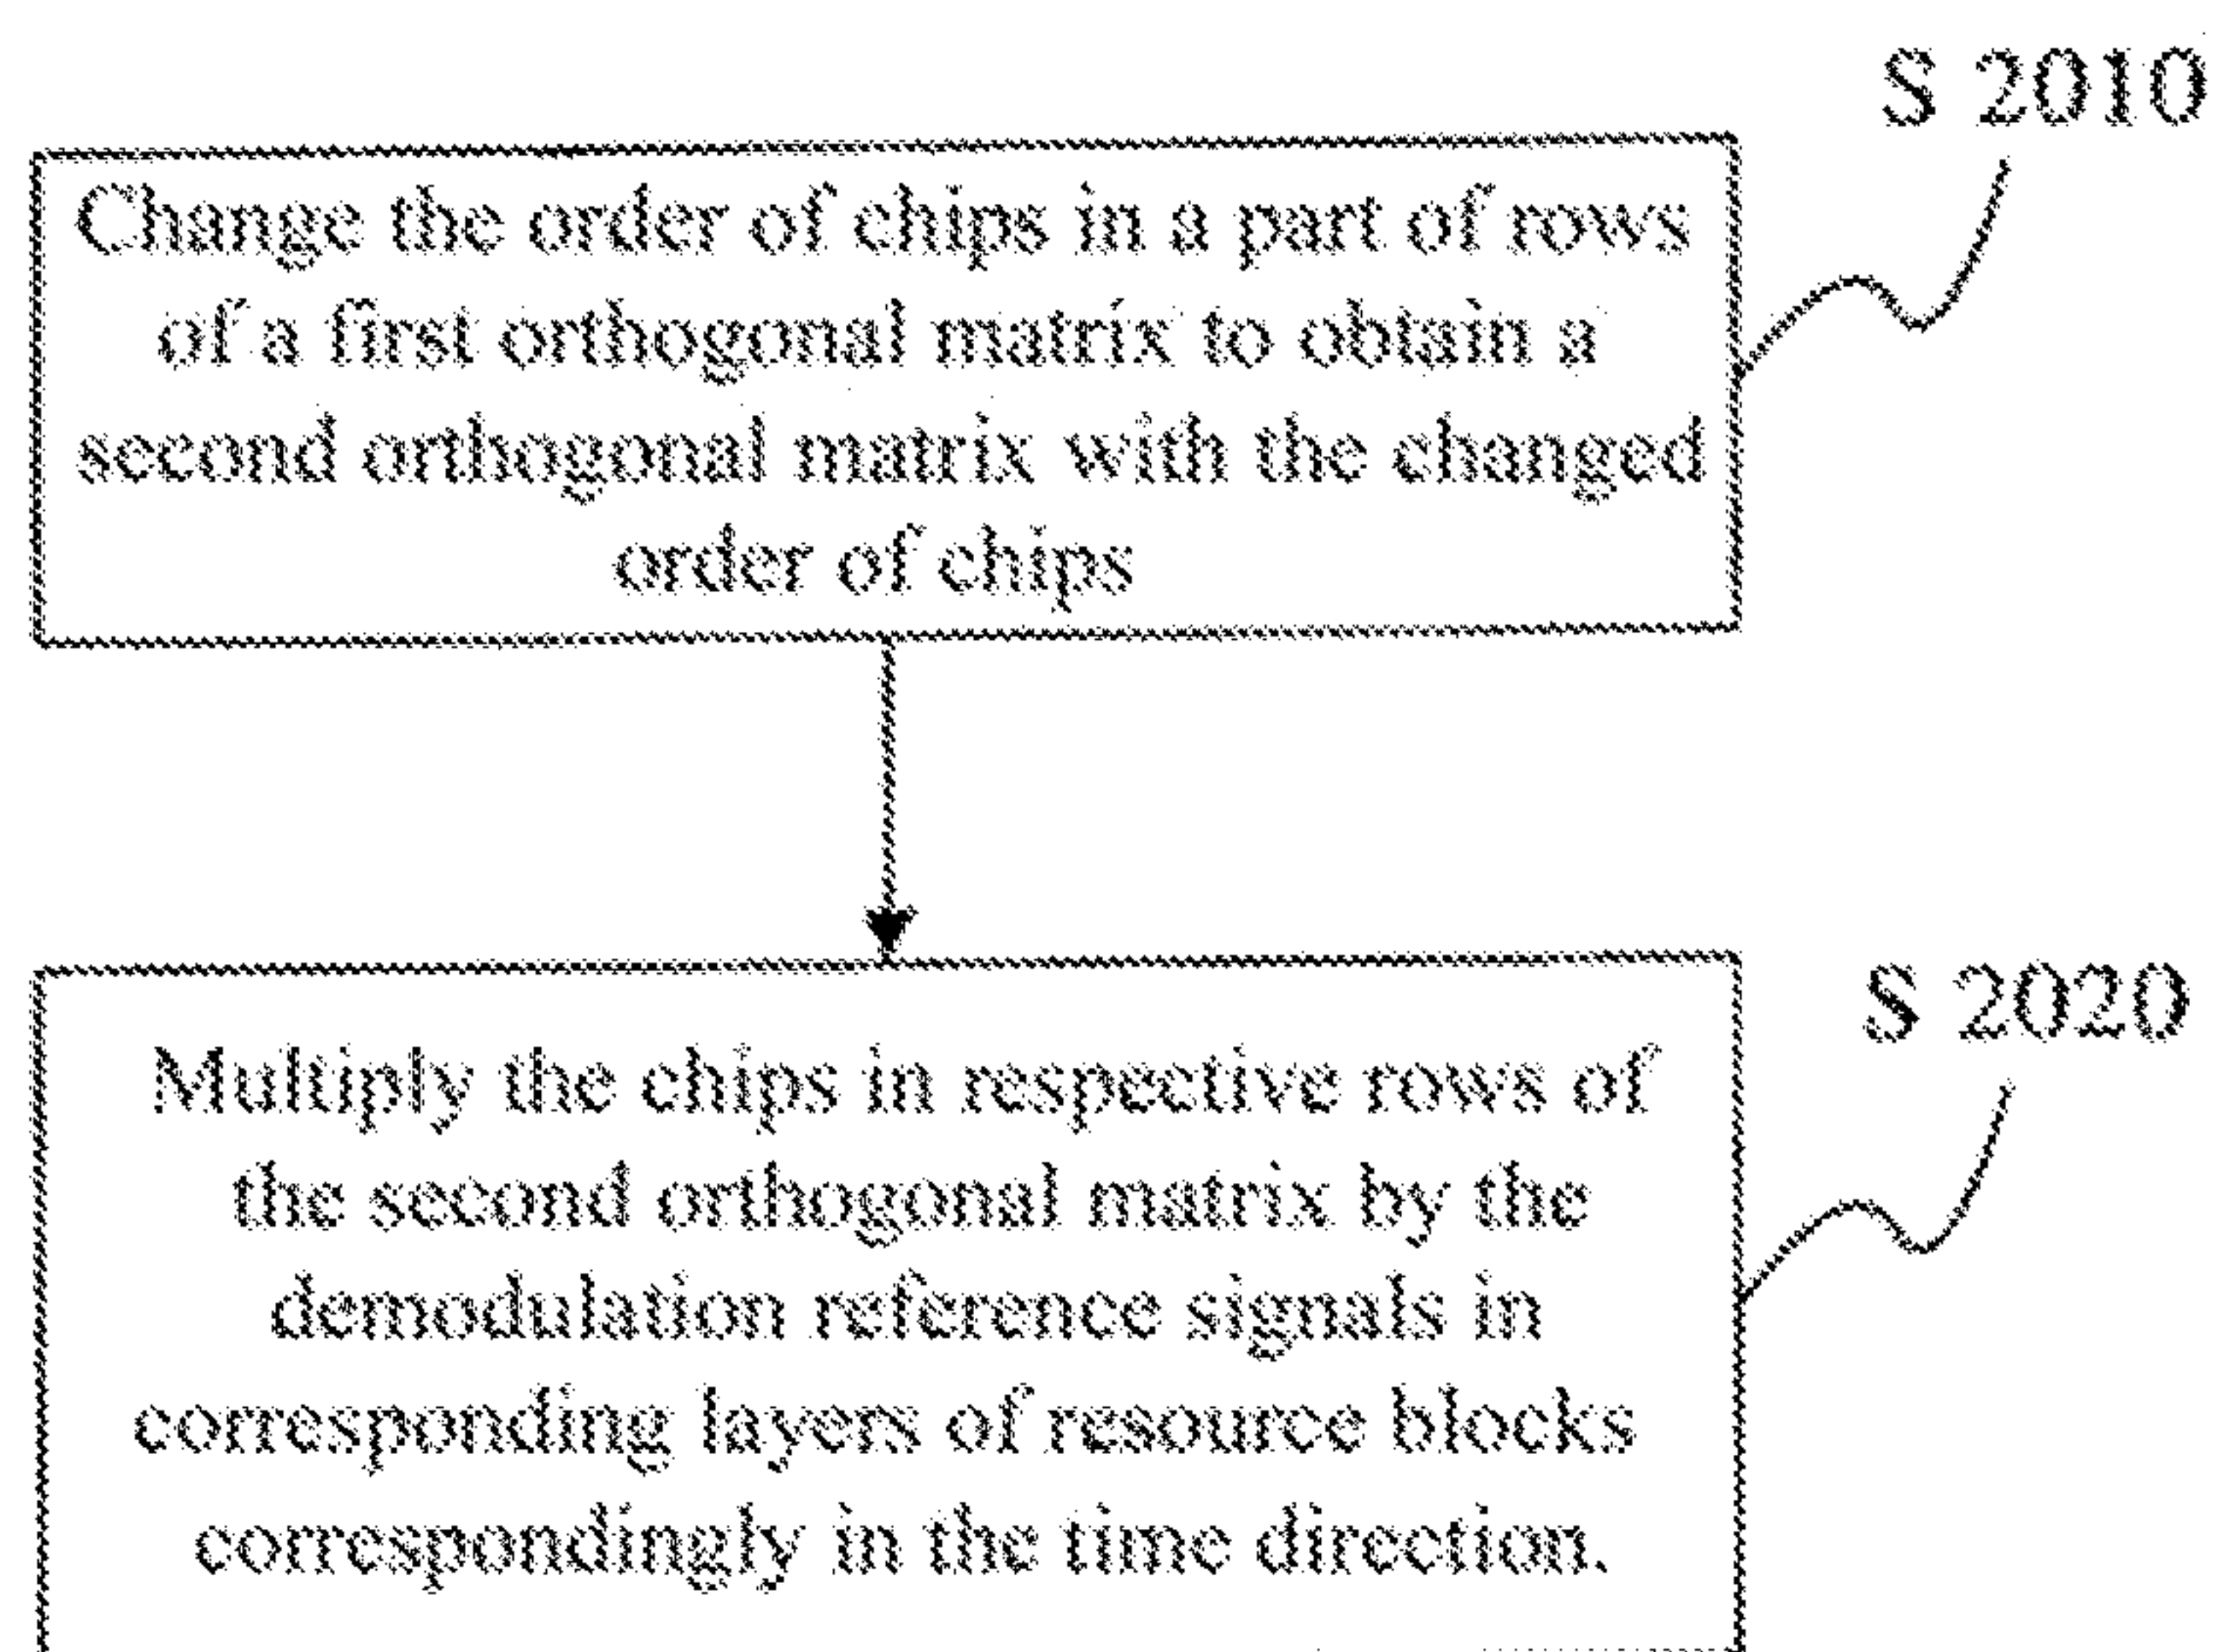 S 2010
Change the order of chips in a part of rows
of a first orthogonal matrix to obtain a
second orthogonal matrix with the changed
order of chips
S 2020
Multiply the chips in respective rows of
the second orthogonal matrix by the
demodulation reference signals in
corresponding layers of resource blocks
correspondingly in the time direction.